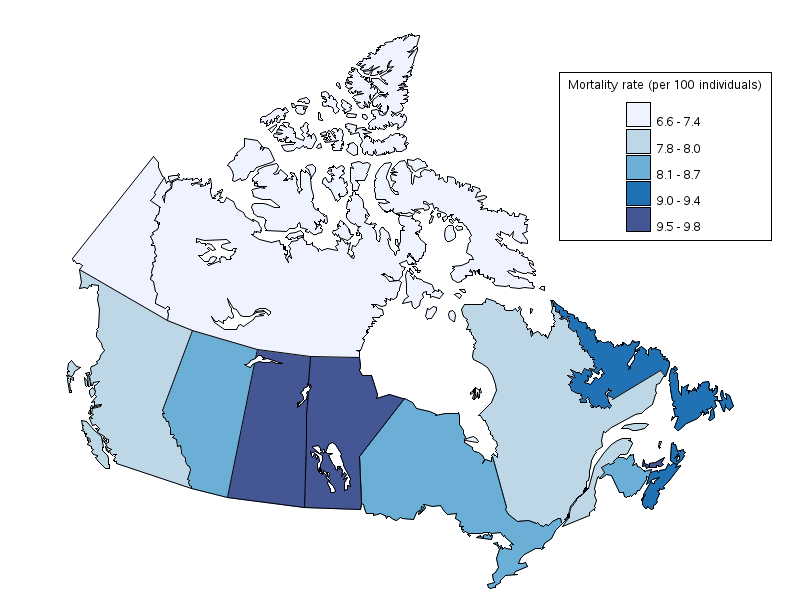 Mortality rate (per 100 individuals)
6.6 - 7.4
7.8 - 8.0
8.1 - 8.7
9.0 - 9.4
9.5 - 9.8